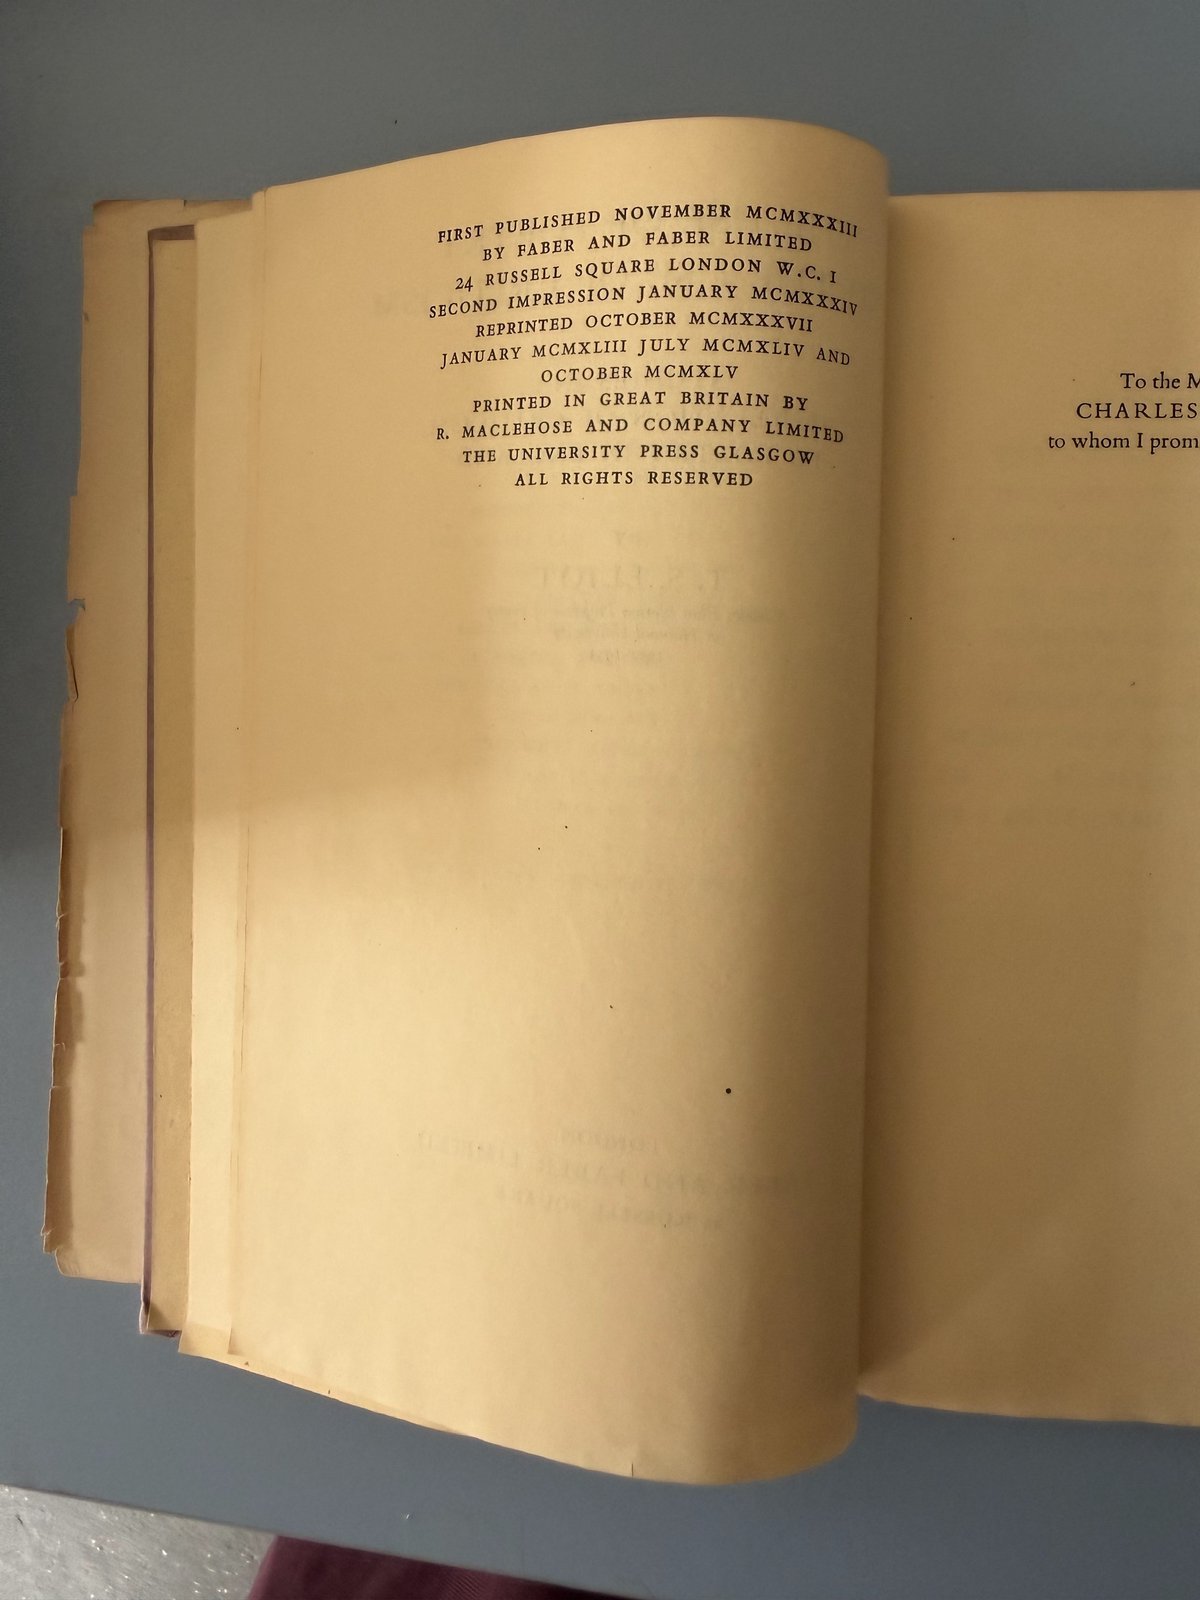 FIRST PUBLISHED NOVEMBER MCMXXXIII
BY FABER AND FABER LIMITED
24 RUSSELL SQUARE LONDON W.C. 1
SECOND IMPRESSION JANUARY MCMXXXIV
REPRINTED OCTOBER MCMXXXVII
JANUARY MCMXLIII JULY MCMXLIV AND
OCTOBER MCMXLV
PRINTED IN GREAT BRITAIN BY
R. MACLEHOSE AND COMPANY LIMITED
THE UNIVERSITY PRESS GLASGOW
ALL RIGHTS RESERVED
To the M
CHARLES
to whom I prom